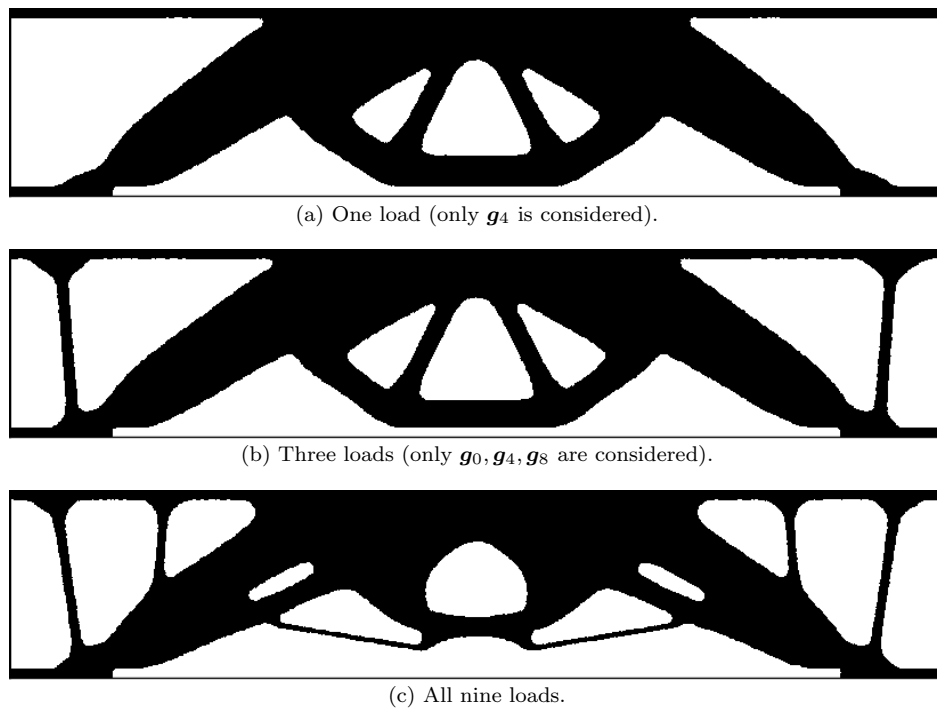 (a) One load (only g₄ is considered).
(b) Three loads (only g₀, g₄, g₈ are considered).
(c) All nine loads.